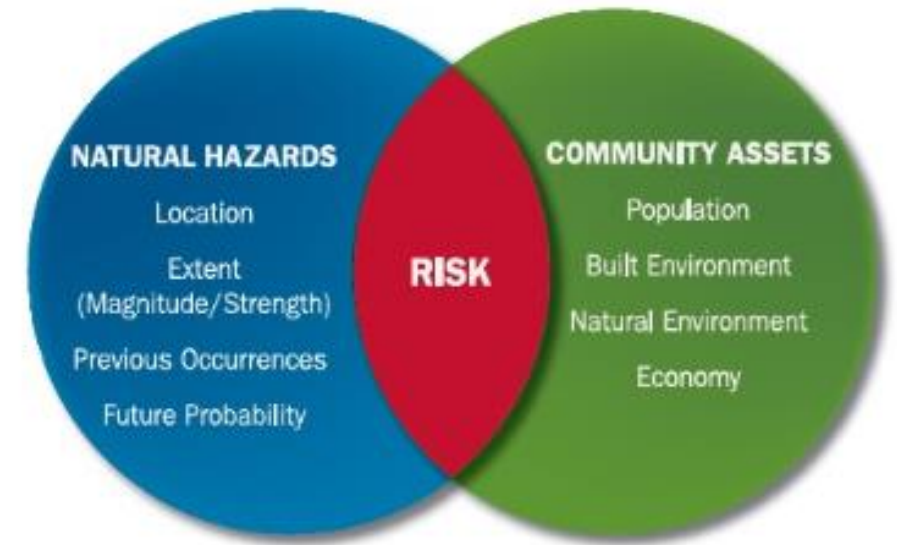 NATURAL HAZARDS
Location
Extent
(Magnitude/Strength)
Previous Occurrences
Future Probability
RISK
COMMUNITY ASSETS
Population
Built Environment
Natural Environment
Economy